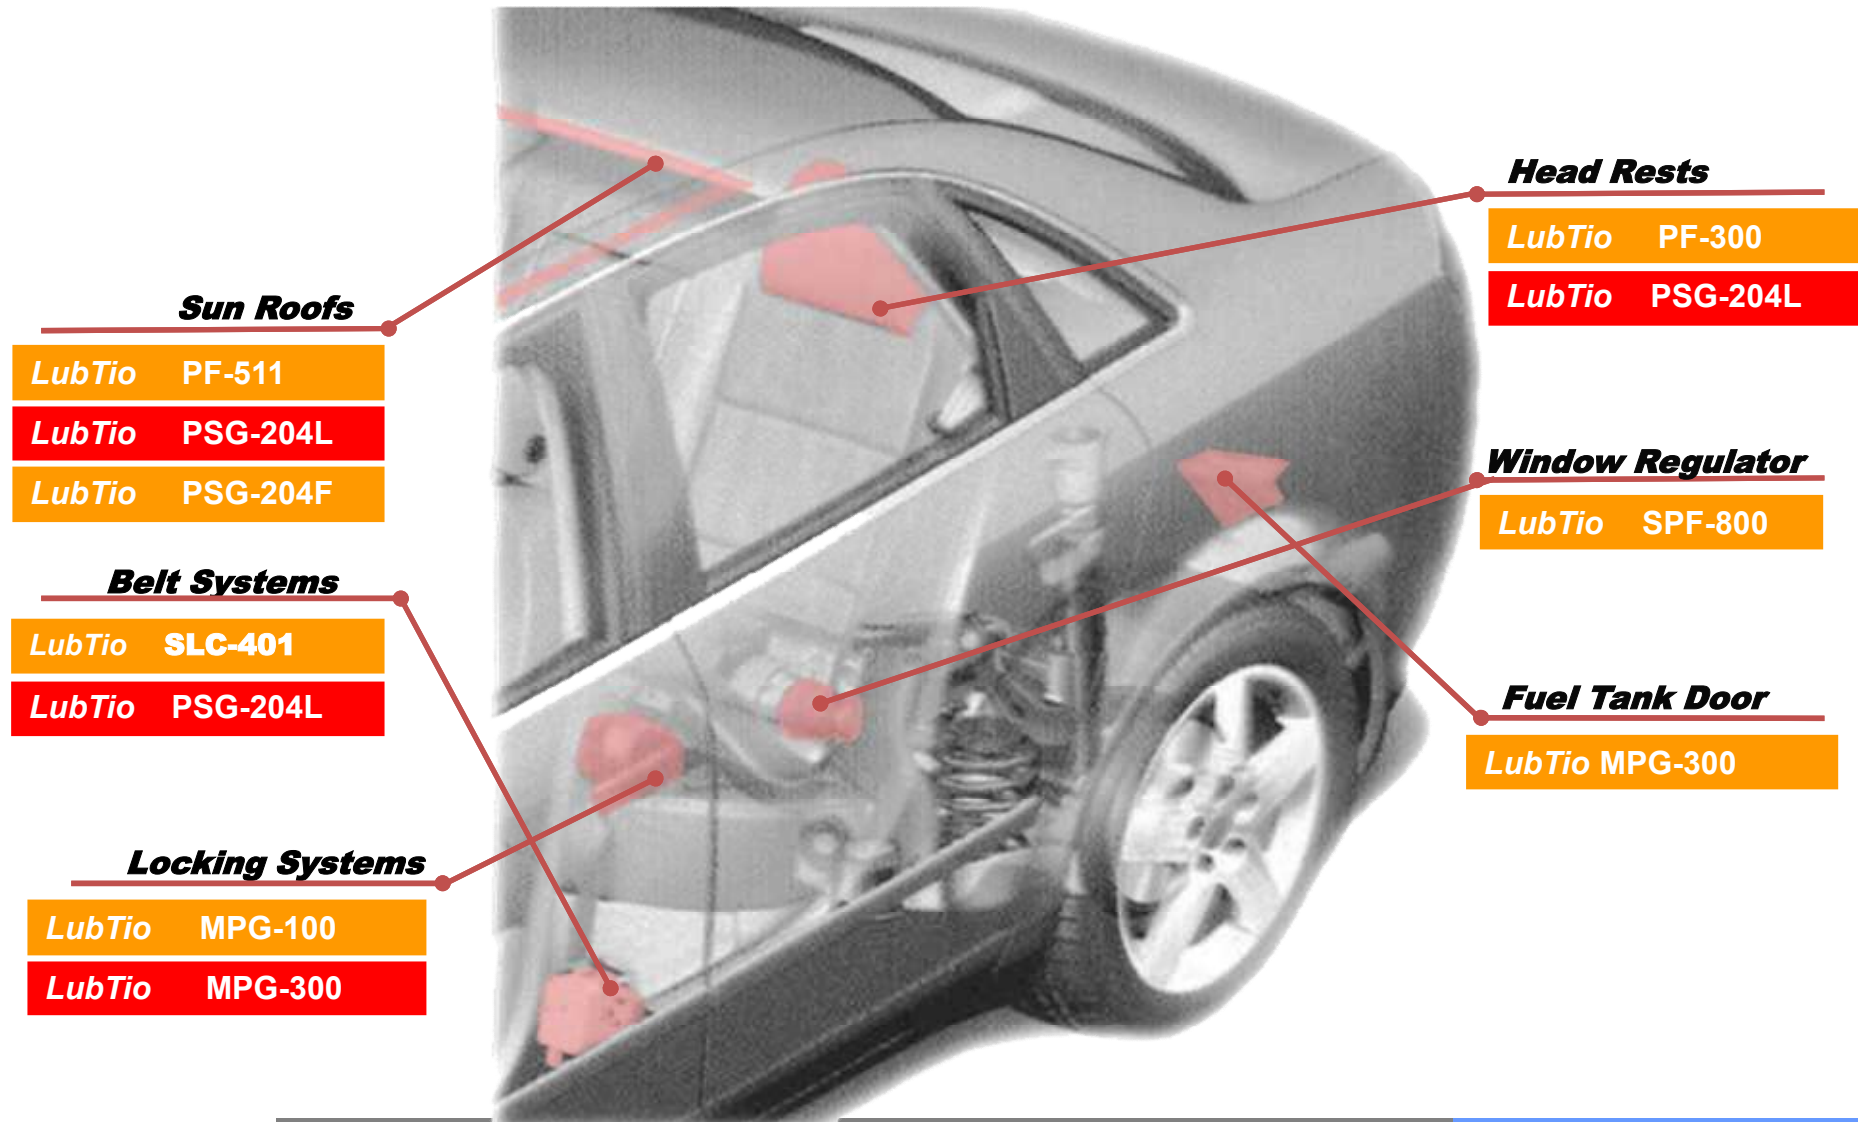 Sun Roofs
LubTio PF-511
LubTio PSG-204L
LubTio PSG-204F
Belt Systems
LubTio SLC-401
LubTio PSG-204L
Locking Systems
LubTio MPG-100
LubTio MPG-300
Head Rests
LubTio PF-300
LubTio PSG-204L
Window Regulator
LubTio SPF-800
Fuel Tank Door
LubTio MPG-300